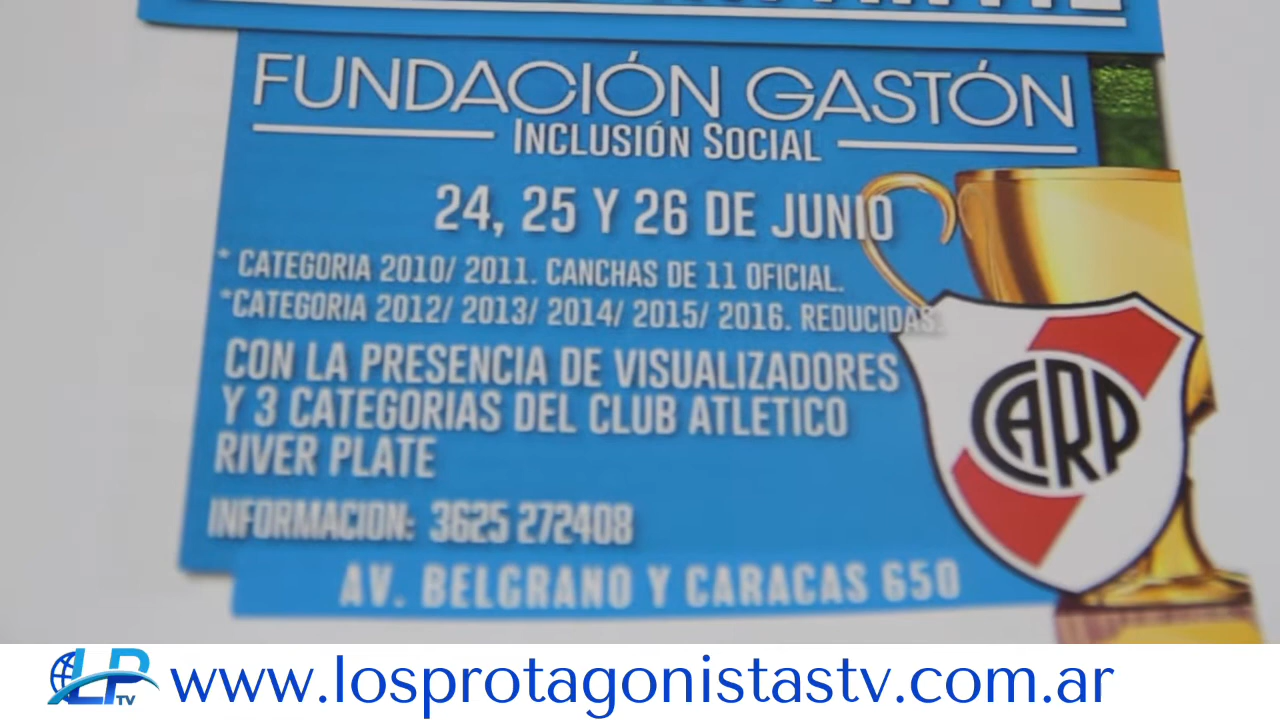 FUNDACIÓN GASTÓN
INCLUSIÓN SOCIAL
24, 25 Y 26 DE JUNIO
* CATEGORIA 2010/ 2011. CANCHAS DE 11 OFICIAL.
*CATEGORIA 2012/ 2013/ 2014/ 2015/ 2016. REDUCIDAS.
CON LA PRESENCIA DE VISUALIZADORES
Y 3 CATEGORIAS DEL CLUB ATLETICO
RIVER PLATE
CARP
INFORMACION: 3625 272408
AV. BELGRANO Y CARACAS 650
LP TV www.losprotagonistastv.com.ar